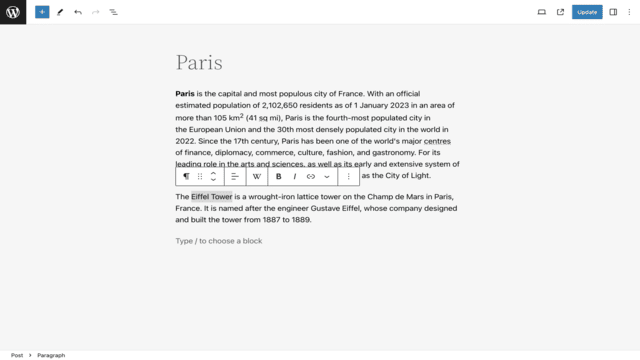 Update
Paris
Paris is the capital and most populous city of France. With an official
estimated population of 2,102,650 residents as of 1 January 2023 in an area of
more than 105 km² (41 sq mi), Paris is the fourth-most populated city in
the European Union and the 30th most densely populated city in the world in
2022. Since the 17th century, Paris has been one of the world's major centres
of finance, diplomacy, commerce, culture, fashion, and gastronomy. For its
leading role in the arts and sciences, as well as its early and extensive system of
as the City of Light.
W B I
The Eiffel Tower is a wrought-iron lattice tower on the Champ de Mars in Paris,
France. It is named after the engineer Gustave Eiffel, whose company designed
and built the tower from 1887 to 1889.
Type / to choose a block
Post > Paragraph